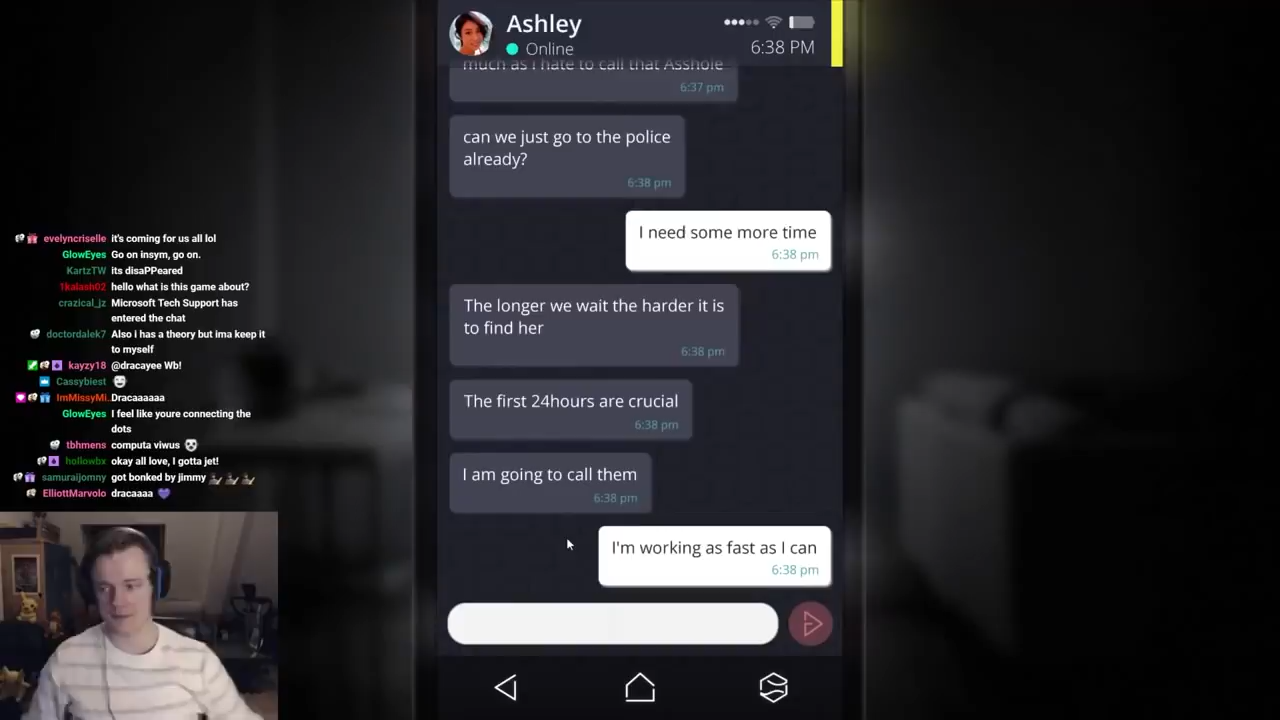 Ashley
Online
6:38 PM
much as I hate to call that Asshole
6:37 pm
can we just go to the police
already?
6:38 pm
I need some more time
6:38 pm
The longer we wait the harder it is
to find her
6:38 pm
The first 24hours are crucial
6:38 pm
I am going to call them
6:38 pm
I'm working as fast as I can
6:38 pm
evelyncriselle it's coming for us all lol
GlowEyes Go on insym, go on.
KartzTW its disaPPeared
1kalash02 hello what is this game about?
crazical_jz Microsoft Tech Support has
entered the chat
doctordalek7 Also i has a theory but ima keep it
to myself
kayzy18 @dracayee Wb!
Cassybiest
ImMissyMi.. Dracaaaaaa
GlowEyes I feel like youre connecting the
dots
tbhmens computa viwus
hollowbx okay all love, I gotta jet!
samuraijomny got bonked by jimmy
ElliottMarvolo dracaaaa